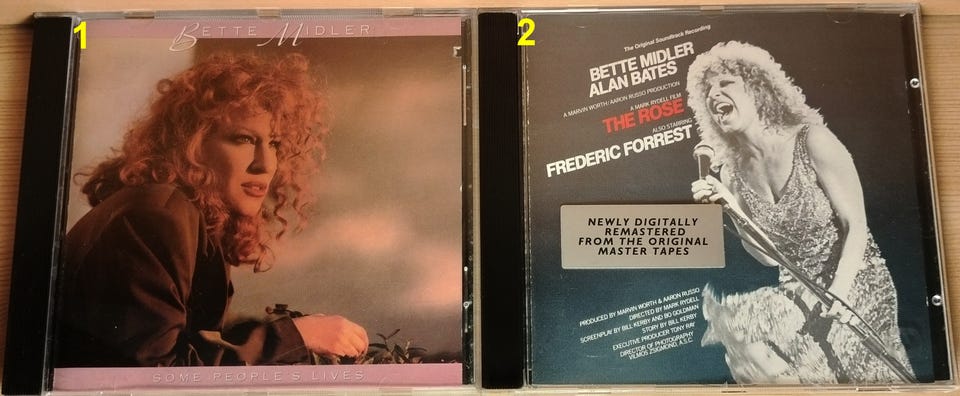 1
BETTE MIDLER
SOME PEOPLE'S LIVES
2
The Original Soundtrack Recording
BETTE MIDLER
ALAN BATES
A MARVIN WORTH/AARON RUSSO PRODUCTION
A MARK RYDELL FILM
THE ROSE
ALSO STARRING
FREDERIC FORREST
NEWLY DIGITALLY
REMASTERED
FROM THE ORIGINAL
MASTER TAPES
PRODUCED BY MARVIN WORTH & AARON RUSSO
DIRECTED BY MARK RYDELL
SCREENPLAY BY BILL KERBY AND BO GOLDMAN
STORY BY BILL KERBY
EXECUTIVE PRODUCER TONY RAY
DIRECTOR OF PHOTOGRAPHY
VILMOS ZSIGMOND, A.S.C.